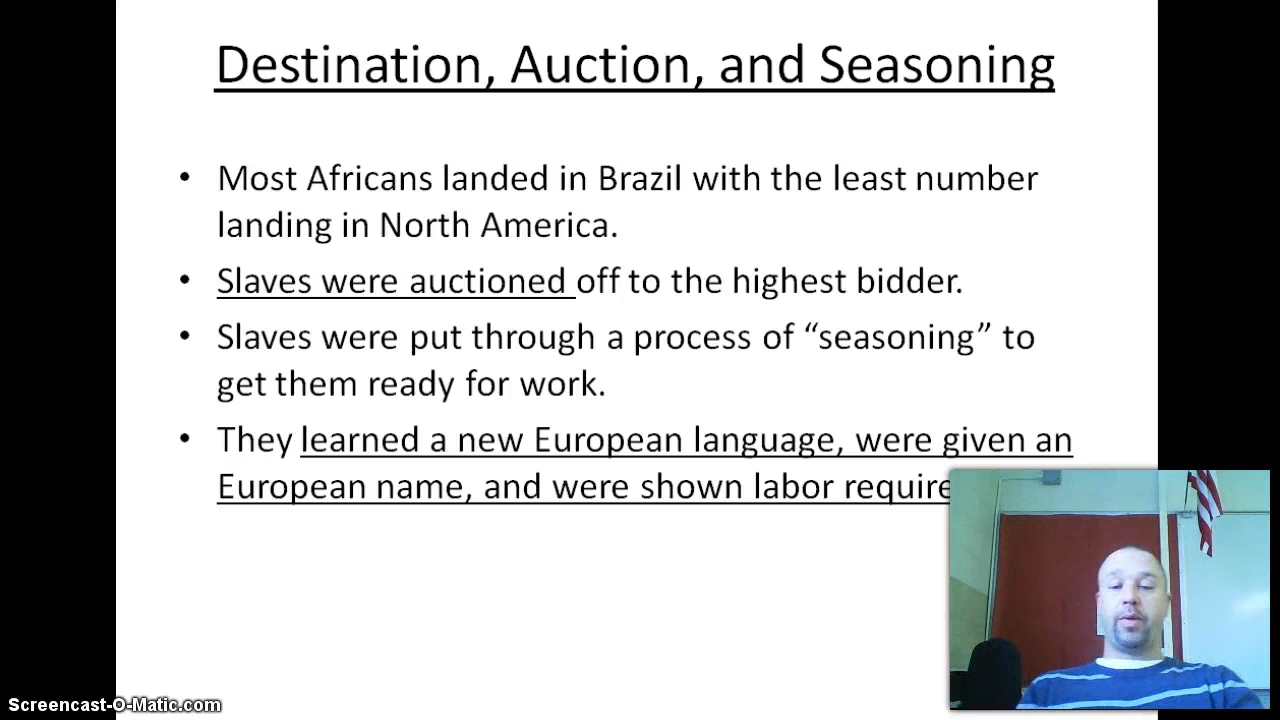 Destination, Auction, and Seasoning
• Most Africans landed in Brazil with the least number
landing in North America.
• Slaves were auctioned off to the highest bidder.
• Slaves were put through a process of “seasoning” to
get them ready for work.
• They learned a new European language, were given an
European name, and were shown labor require
Screencast-O-Matic.com